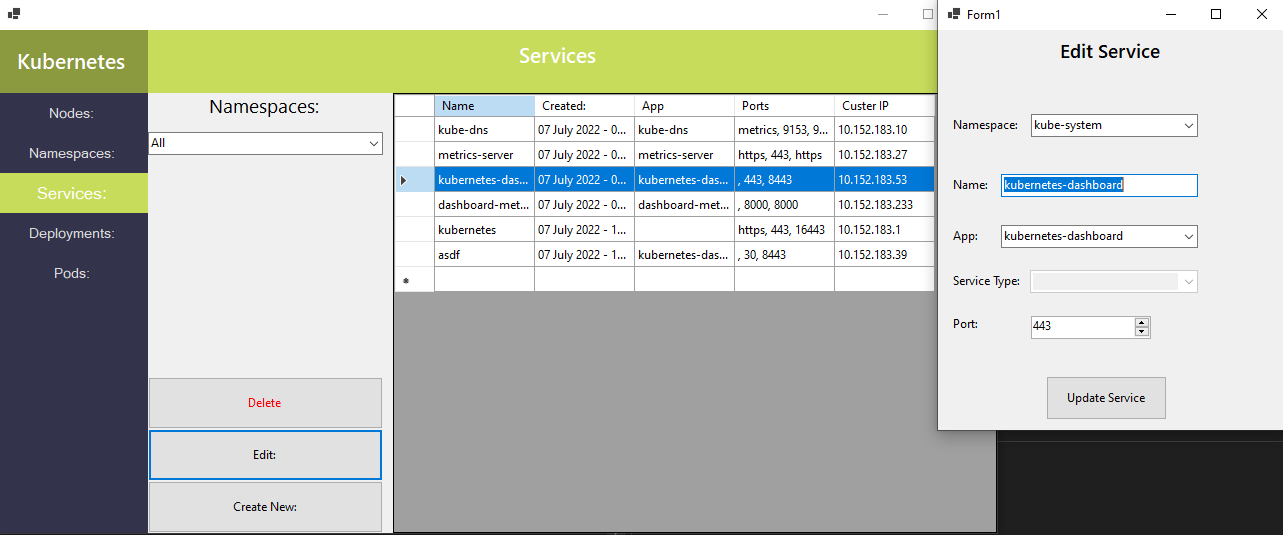 Form1
Kubernetes
Services
Edit Service
Nodes:
Namespaces:
Services:
Deployments:
Pods:
Namespaces:
All
Delete
Edit:
Create New:
Name Created: App Ports Custer IP
kube-dns 07 July 2022 - 0... kube-dns metrics, 9153, 9... 10.152.183.10
metrics-server 07 July 2022 - 0... metrics-server https, 443, https 10.152.183.27
kubernetes-das... 07 July 2022 - 0... kubernetes-das... , 443, 8443 10.152.183.53
dashboard-met... 07 July 2022 - 0... dashboard-met... , 8000, 8000 10.152.183.233
kubernetes 07 July 2022 - 1... https, 443, 16443 10.152.183.1
asdf 07 July 2022 - 1... kubernetes-das... , 30, 8443 10.152.183.39
Namespace: kube-system
Name: kubernetes-dashboard
App: kubernetes-dashboard
Service Type:
Port: 443
Update Service